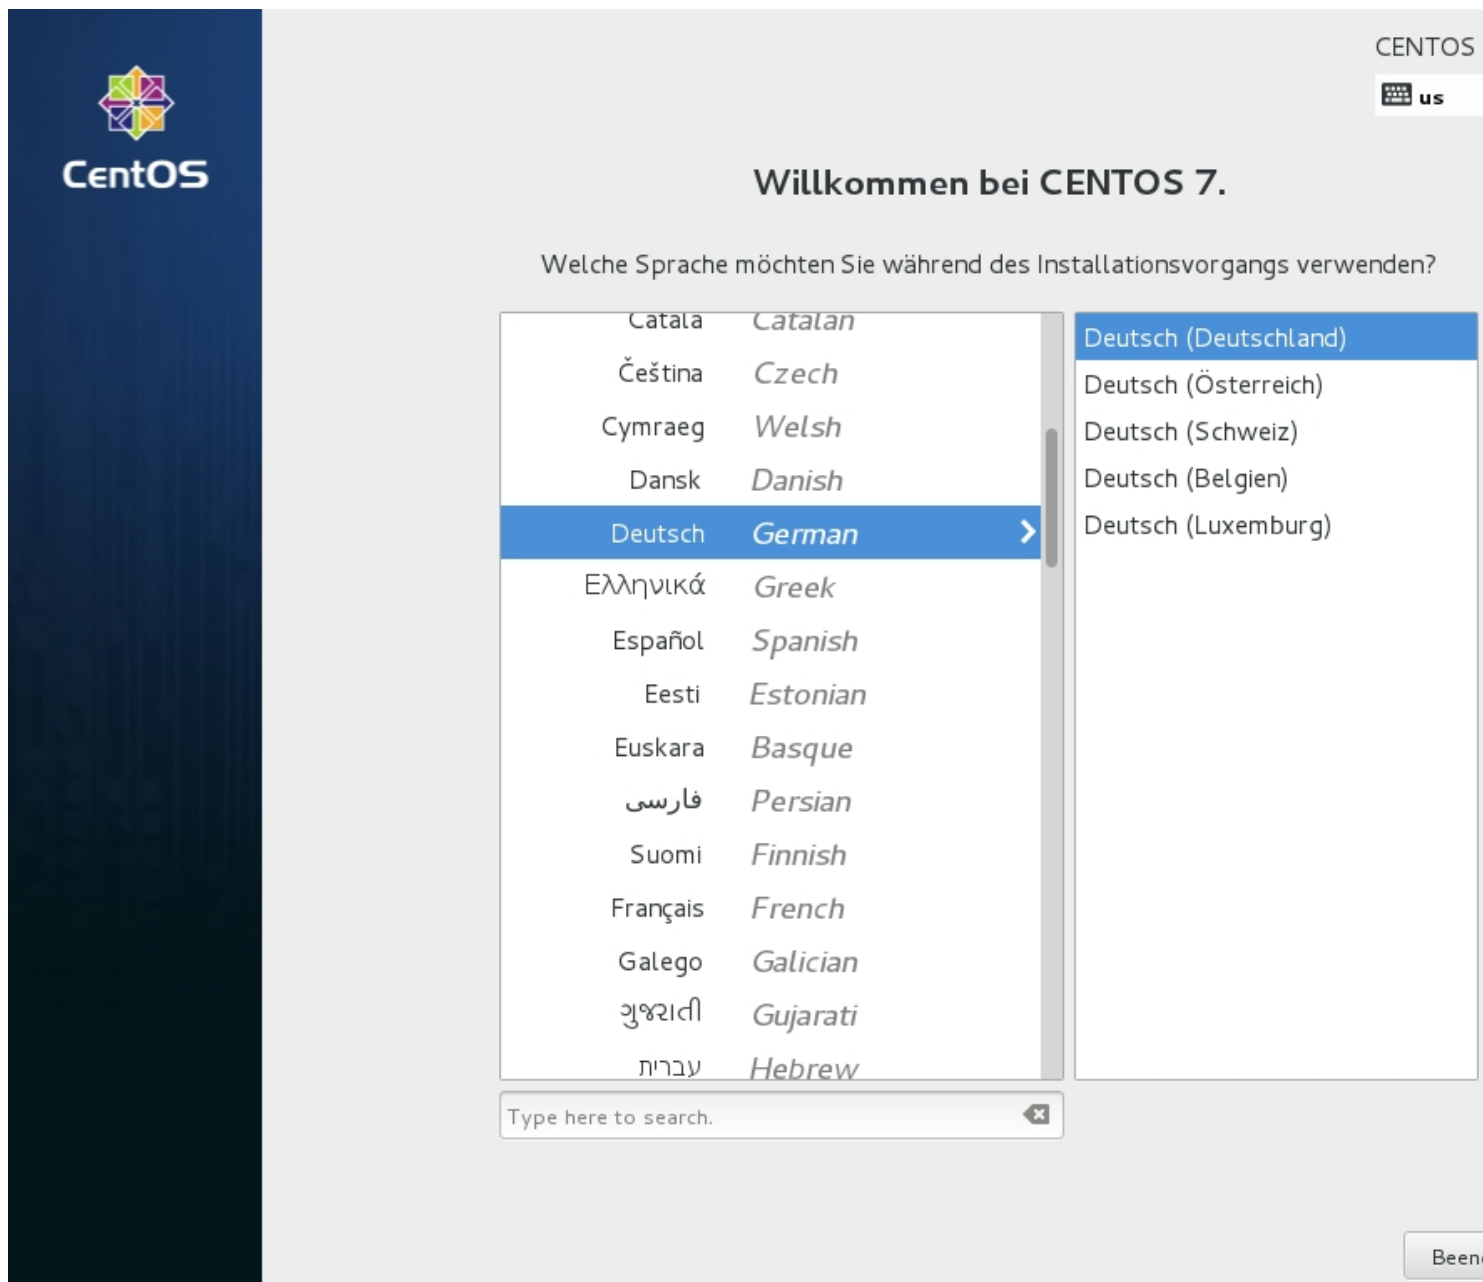 CentOS
CENTOS
us
Willkommen bei CENTOS 7.
Welche Sprache möchten Sie während des Installationsvorgangs verwenden?
Català Catalan
Čeština Czech
Cymraeg Welsh
Dansk Danish
Deutsch German
Ελληνικά Greek
Español Spanish
Eesti Estonian
Euskara Basque
فارسی Persian
Suomi Finnish
Français French
Galego Galician
ગુજરાતી Gujarati
עברית Hebrew
Deutsch (Deutschland)
Deutsch (Österreich)
Deutsch (Schweiz)
Deutsch (Belgien)
Deutsch (Luxemburg)
Type here to search.